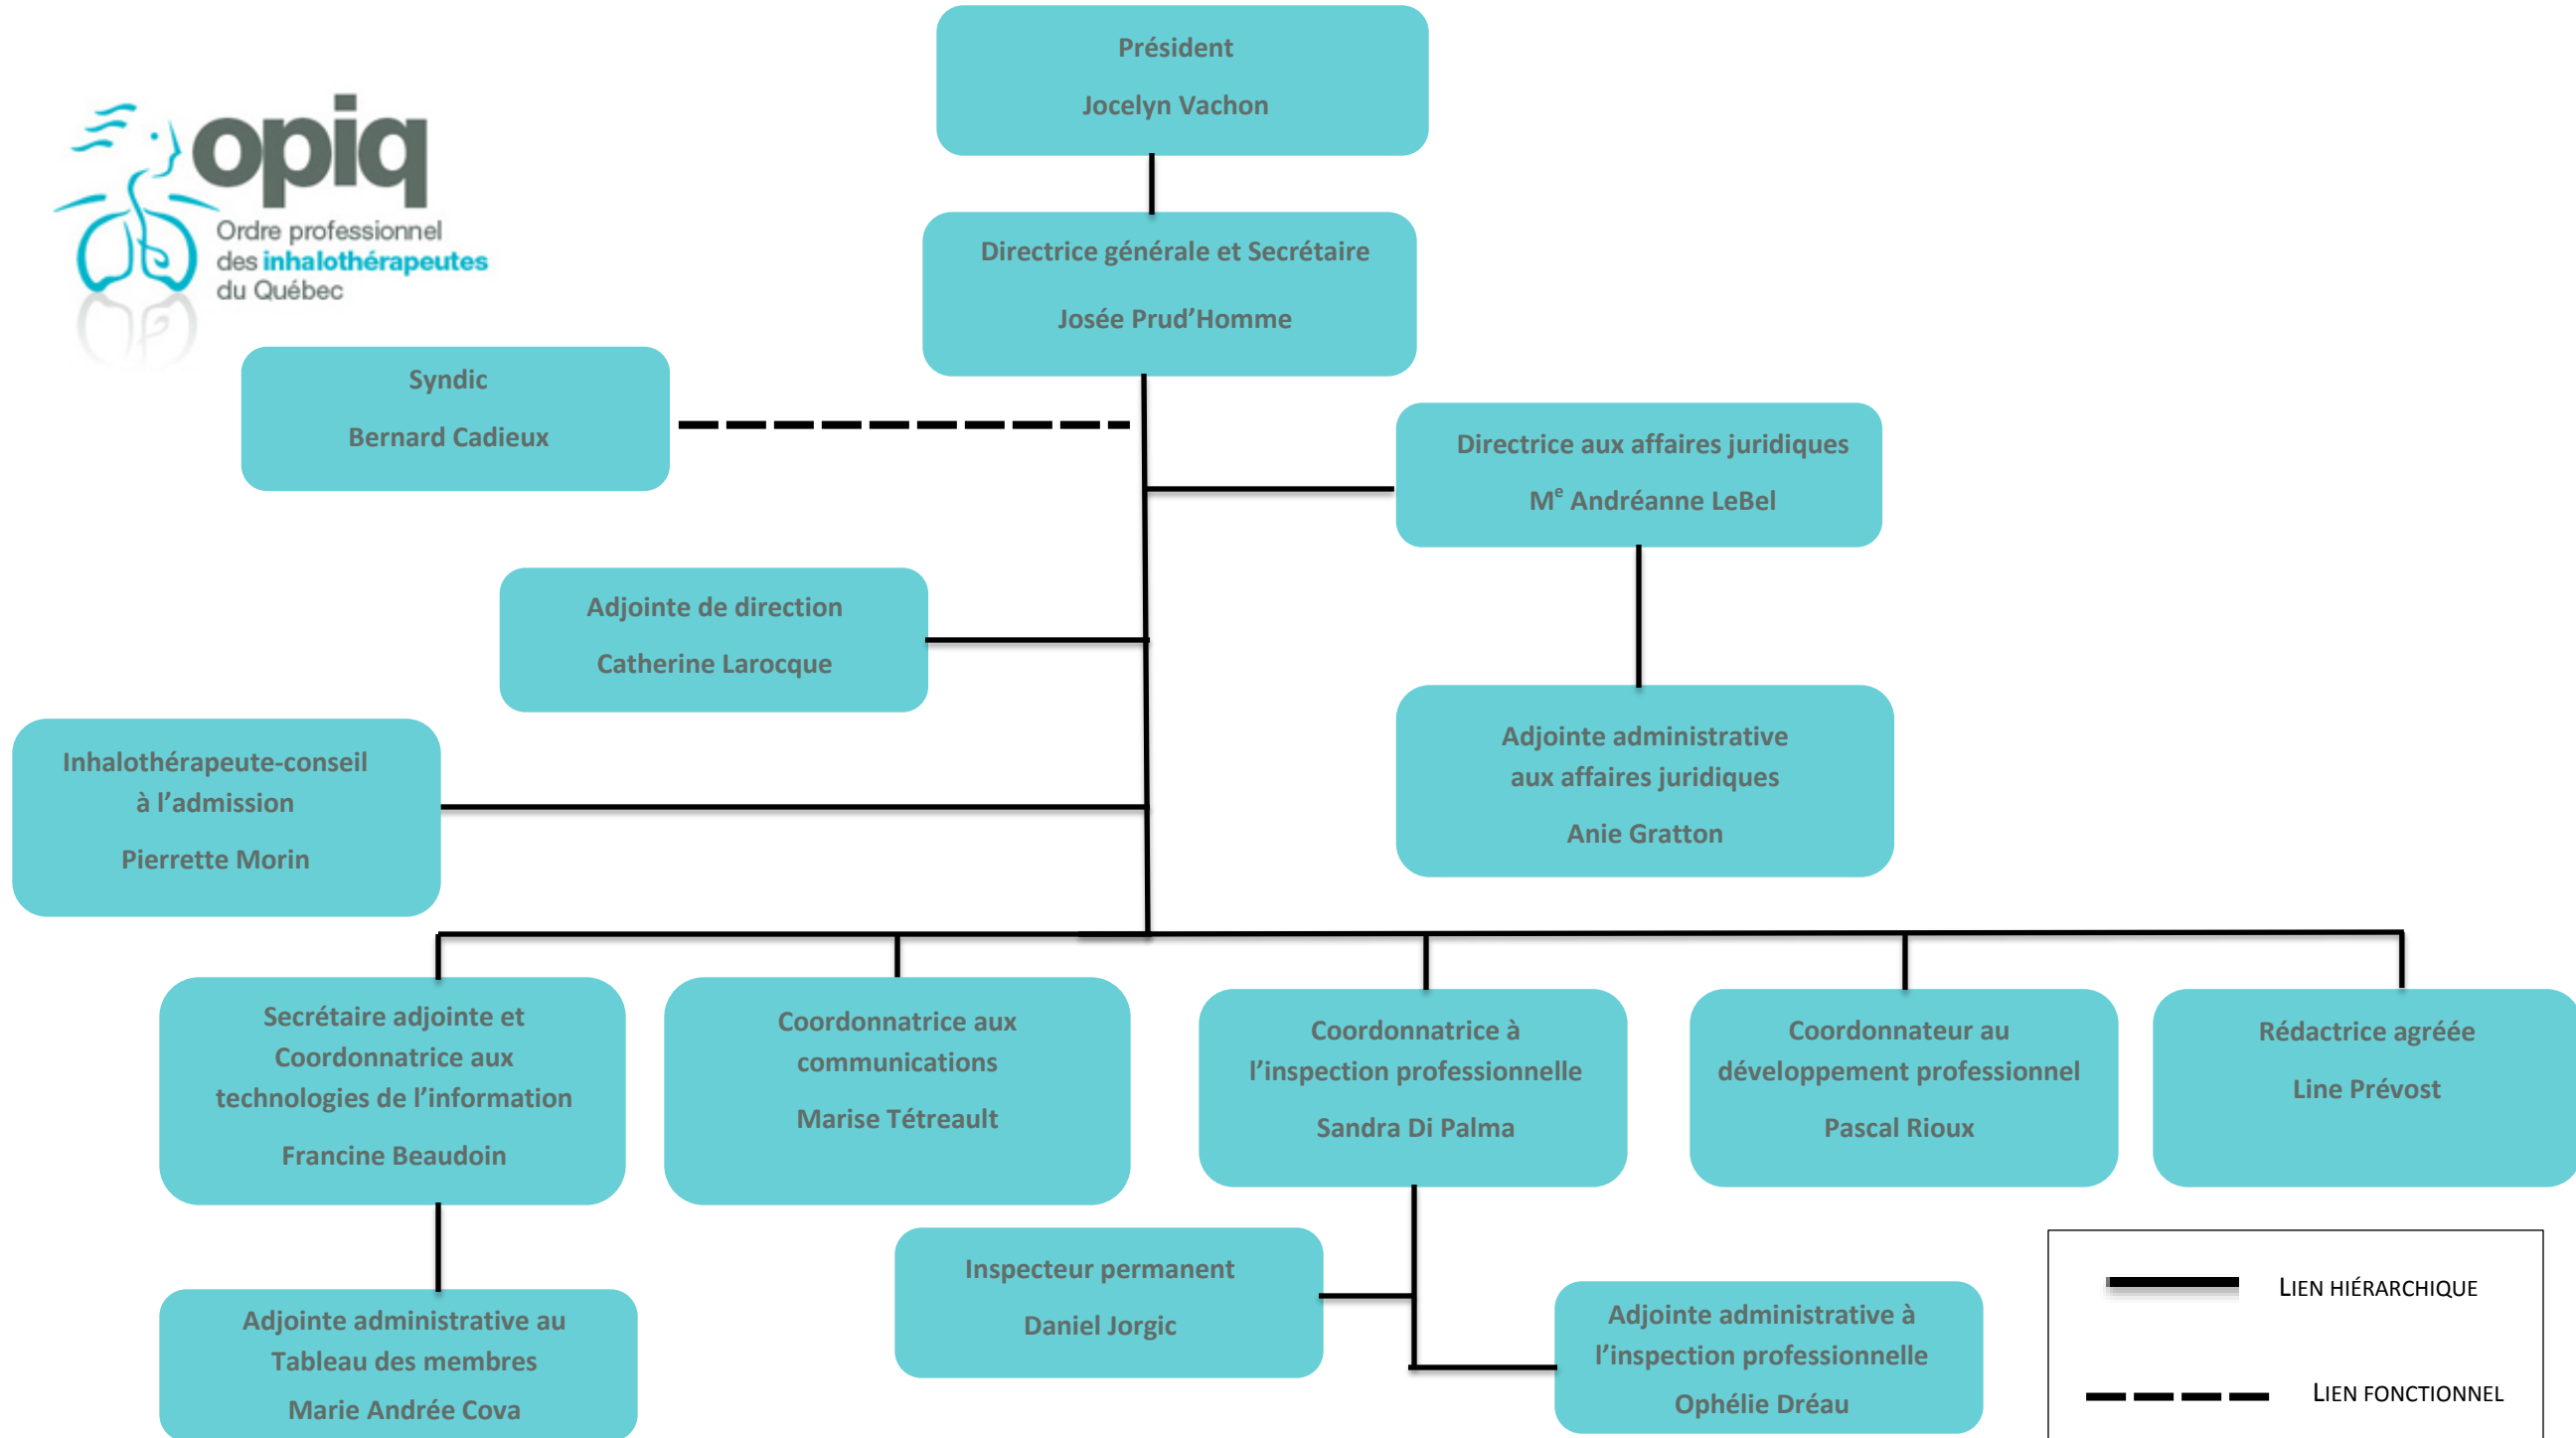 opiq
Ordre professionnel
des inhalothérapeutes
du Québec
Président
Jocelyn Vachon
Directrice générale et Secrétaire
Josée Prud’Homme
Syndic
Bernard Cadieux
Directrice aux affaires juridiques
Me Andréanne LeBel
Adjointe de direction
Catherine Larocque
Adjointe administrative
aux affaires juridiques
Anie Gratton
Inhalothérapeute-conseil
à l’admission
Pierrette Morin
Secrétaire adjointe et
Coordonnatrice aux
technologies de l’information
Francine Beaudoin
Coordonnatrice aux
communications
Marise Tétreault
Coordonnatrice à
l’inspection professionnelle
Sandra Di Palma
Coordonnateur au
développement professionnel
Pascal Rioux
Rédactrice agréée
Line Prévost
Adjointe administrative au
Tableau des membres
Marie Andrée Cova
Inspecteur permanent
Daniel Jorgic
Adjointe administrative à
l’inspection professionnelle
Ophélie Dréau
LIEN HIÉRARCHIQUE
LIEN FONCTIONNEL